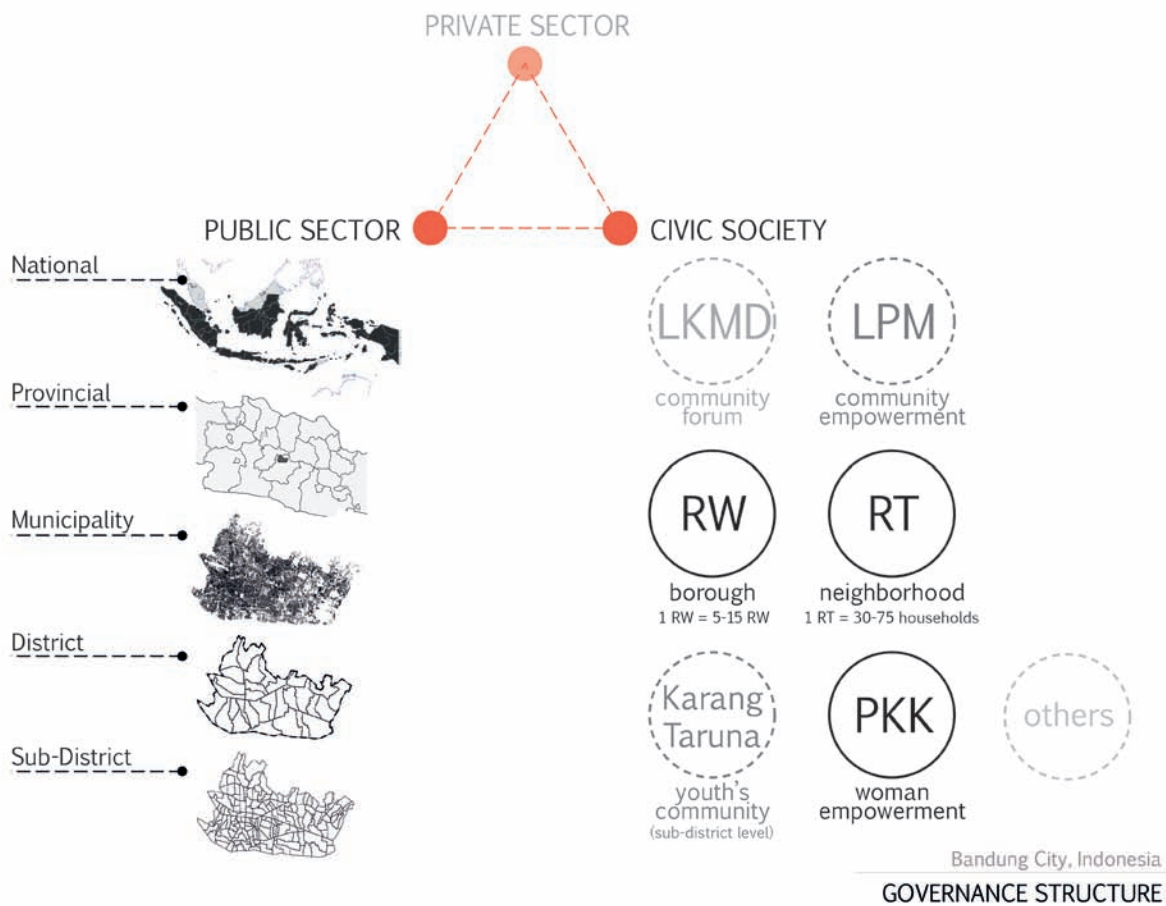 PRIVATE SECTOR
PUBLIC SECTOR
CIVIC SOCIETY
National
Provincial
Municipality
District
Sub-District
LKMD
community
forum
LPM
community
empowerment
RW
borough
1 RW = 5-15 RW
RT
neighborhood
1 RT = 30-75 households
Karang
Taruna
youth's
community
(sub-district level)
PKK
woman
empowerment
others
Bandung City, Indonesia
GOVERNANCE STRUCTURE